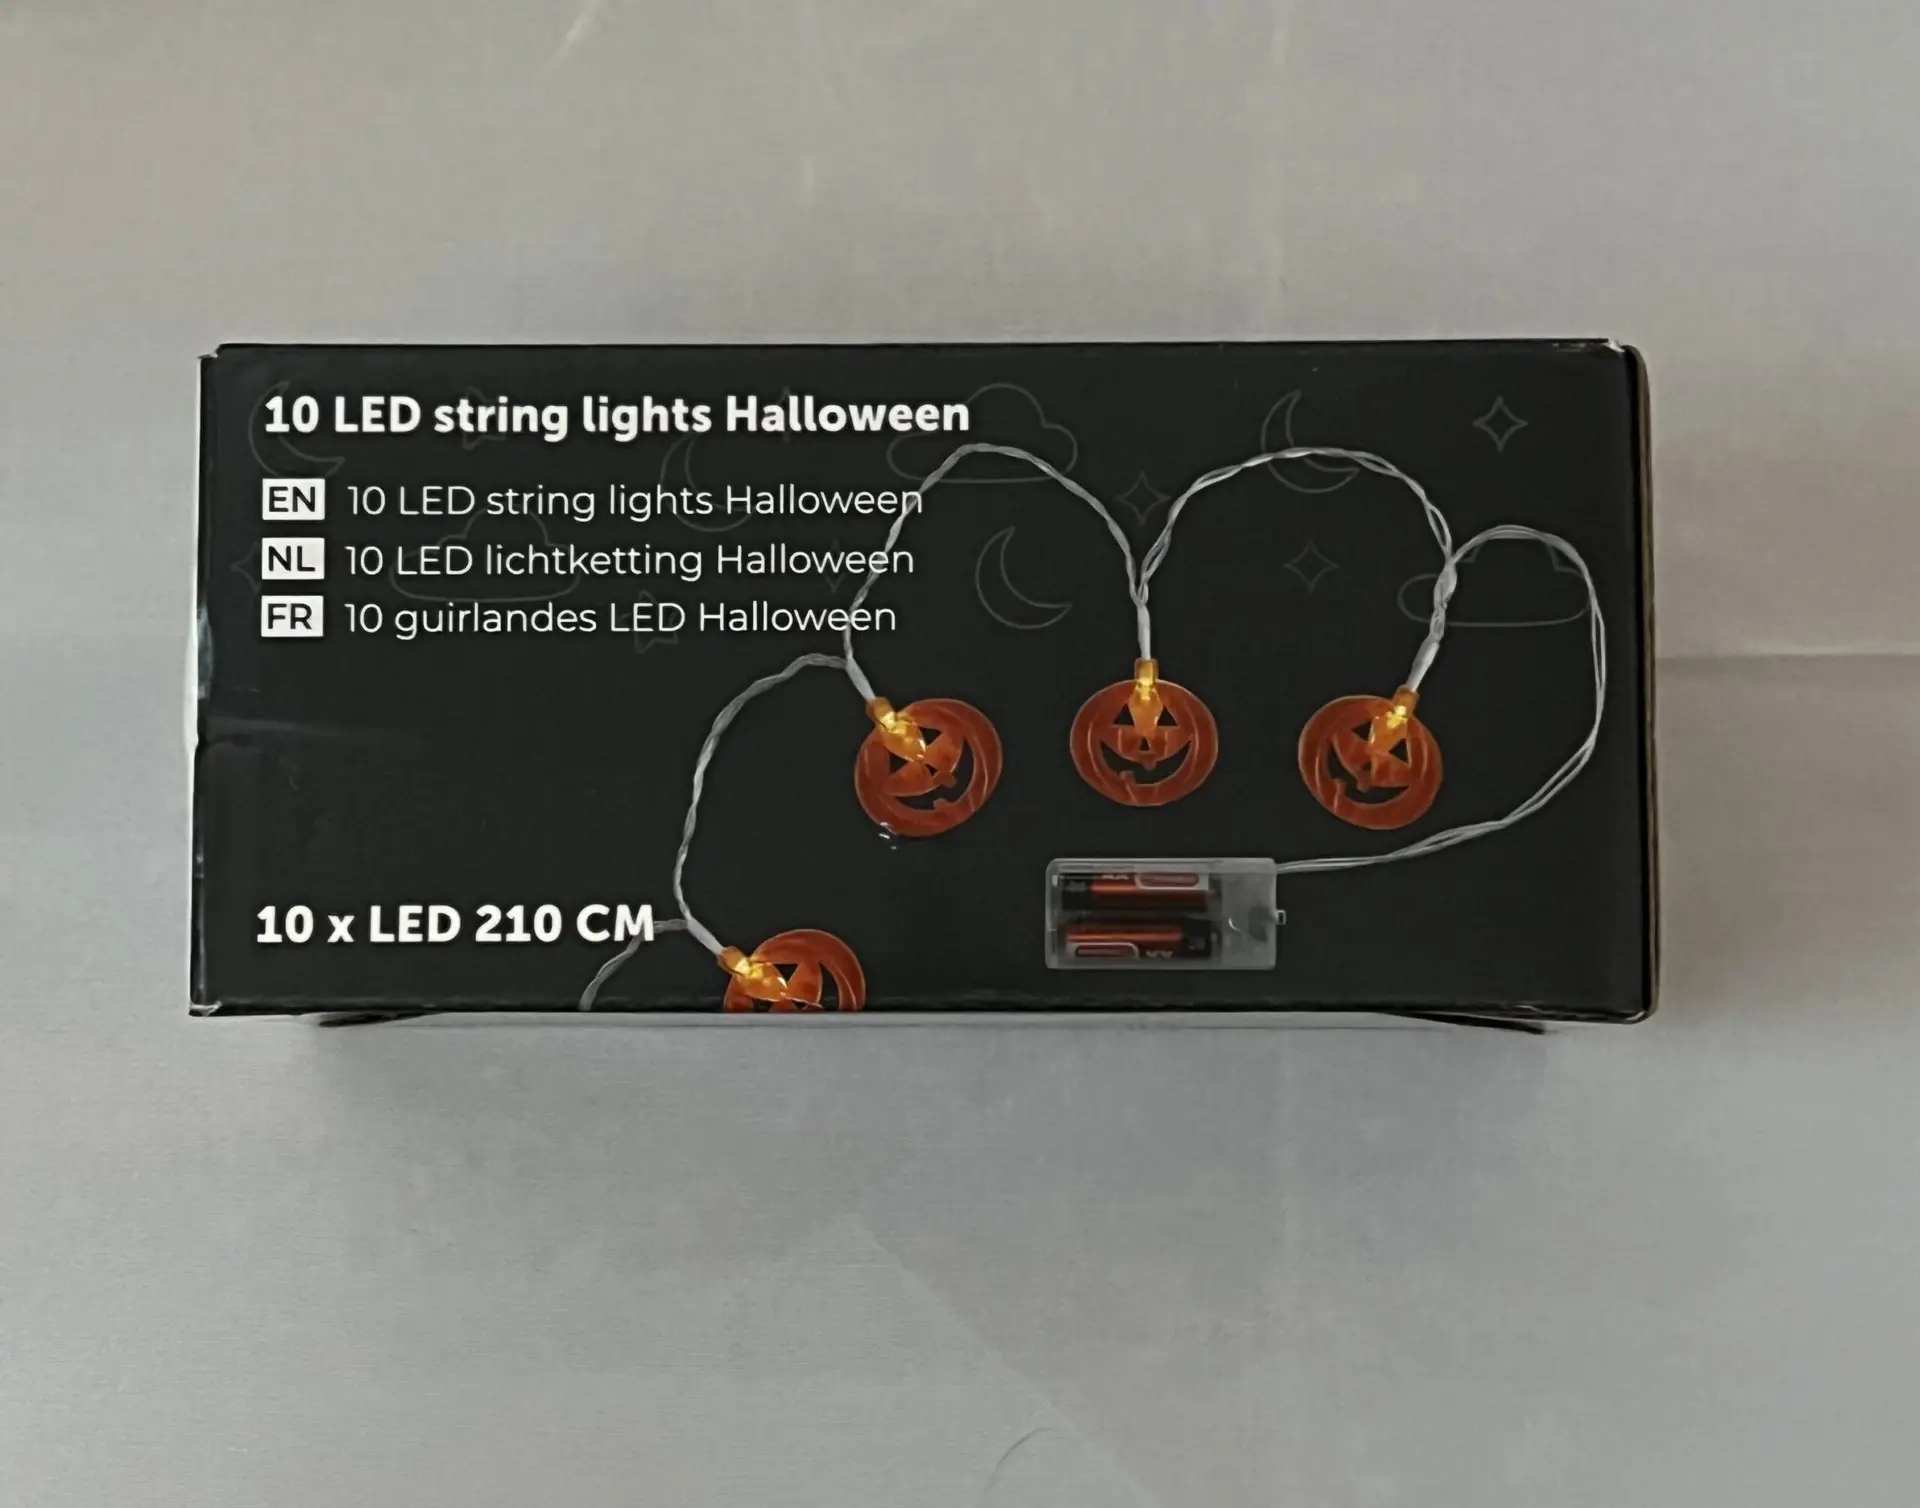 10 LED string lights Halloween
EN 10 LED string lights Halloween
NL 10 LED lichtketting Halloween
FR 10 guirlandes LED Halloween
10 x LED 210 CM